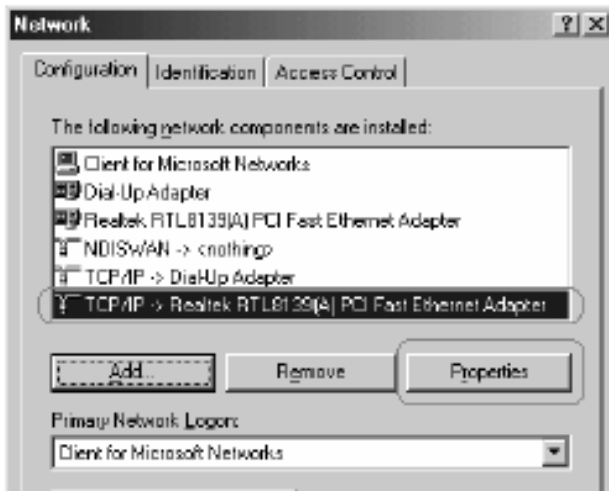 Network
Configuration Identification Access Control
The following network components are installed:
Client for Microsoft Networks
Dial-Up Adapter
Realtek RTL8139(A) PCI Fast Ethernet Adapter
NDISWAN -> <nothing>
TCP/IP -> Dial-Up Adapter
TCP/IP -> Realtek RTL8139(A) PCI Fast Ethernet Adapter
Add... Remove Properties
Primary Network Logon:
Client for Microsoft Networks